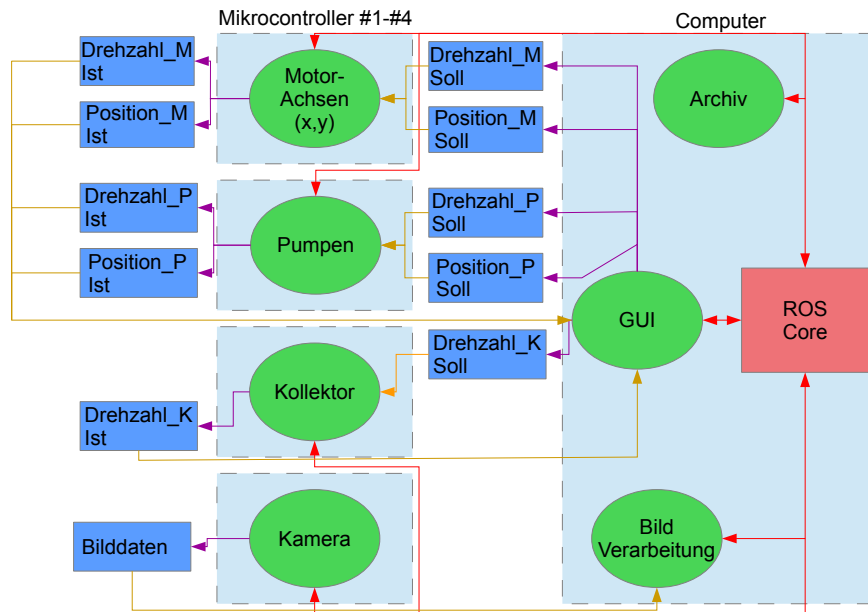 Mikrocontroller #1-#4
Computer
Drehzahl_M
Ist
Motor-
Achsen
(x,y)
Drehzahl_M
Soll
Archiv
Position_M
Ist
Position_M
Soll
Drehzahl_P
Ist
Pumpen
Drehzahl_P
Soll
Position_P
Ist
Position_P
Soll
GUI
ROS
Core
Drehzahl_K
Soll
Kollektor
Drehzahl_K
Ist
Bilddaten
Kamera
Bild
Verarbeitung